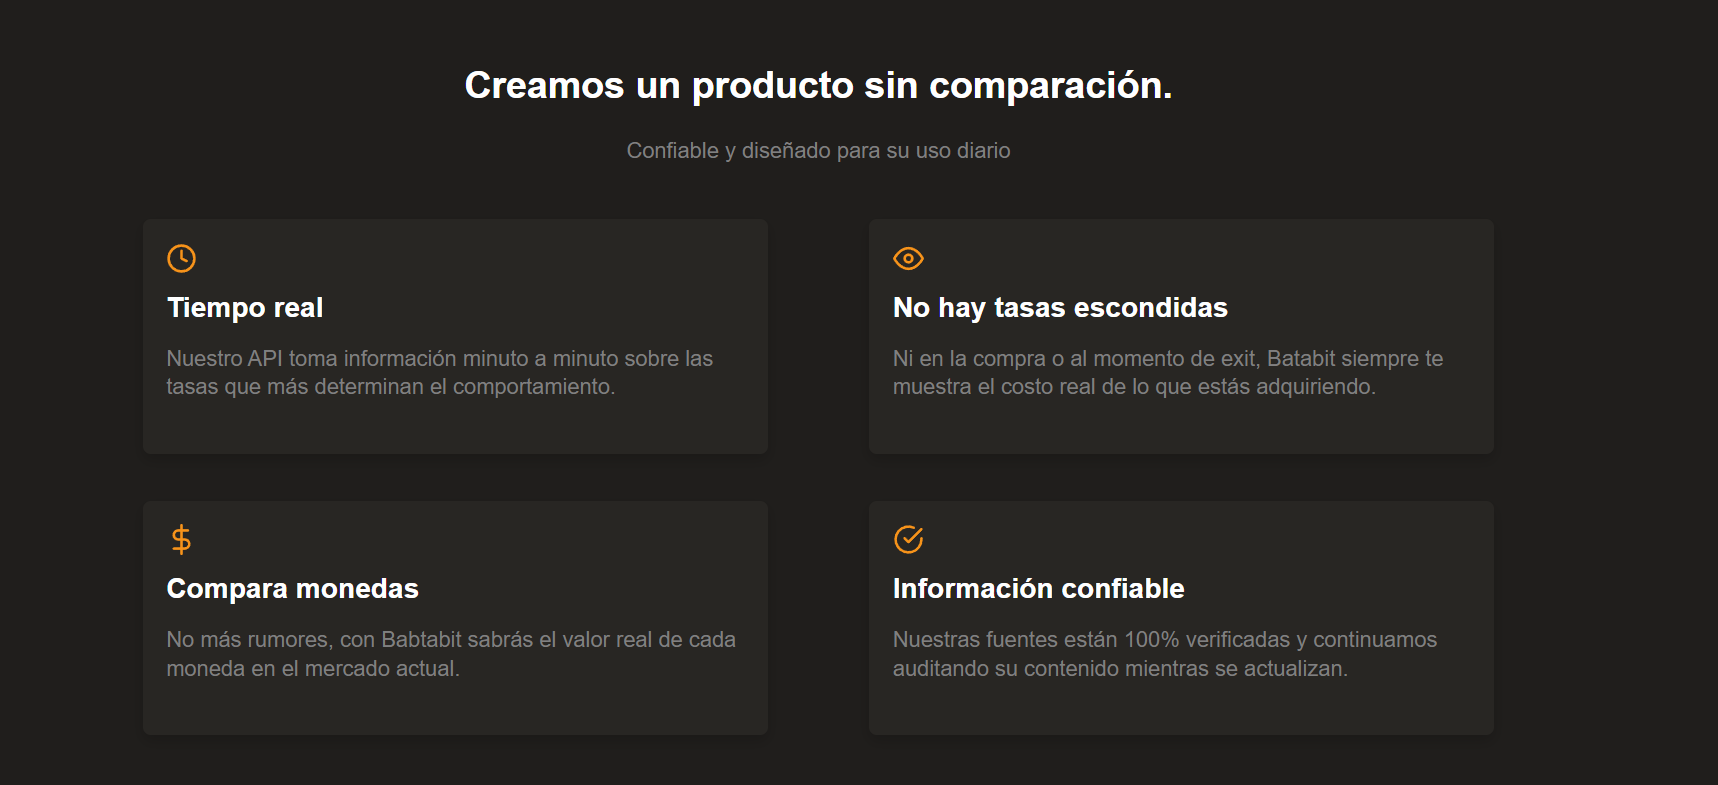 Creamos un producto sin comparación.
Confiable y diseñado para su uso diario
Tiempo real
Nuestro API toma información minuto a minuto sobre las
tasas que más determinan el comportamiento.
No hay tasas escondidas
Ni en la compra o al momento de exit, Batabit siempre te
muestra el costo real de lo que estás adquiriendo.
Compara monedas
No más rumores, con Babtabit sabrás el valor real de cada
moneda en el mercado actual.
Información confiable
Nuestras fuentes están 100% verificadas y continuamos
auditando su contenido mientras se actualizan.